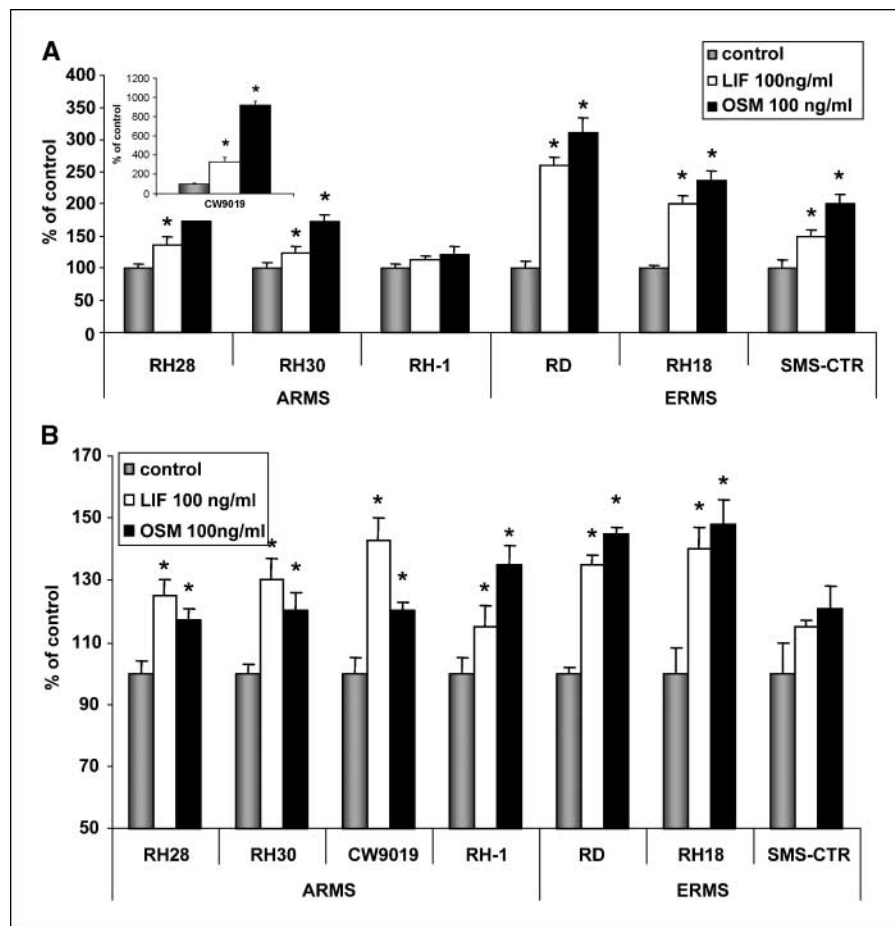 A
control
LIF 100ng/ml
OSM 100 ng/ml
% of control
400
350
300
250
200
150
100
50
0
% of control
1200
1000
800
600
400
200
0
* *
CW9019
* * * * * * * * *
RH28 RH30 RH-1 RD RH18 SMS-CTR
ARMS ERMS
B
control
LIF 100 ng/ml
OSM 100ng/ml
% of control
170
150
130
110
90
70
50
* * * * * * * * * * * *
RH28 RH30 CW9019 RH-1 RD RH18 SMS-CTR
ARMS ERMS